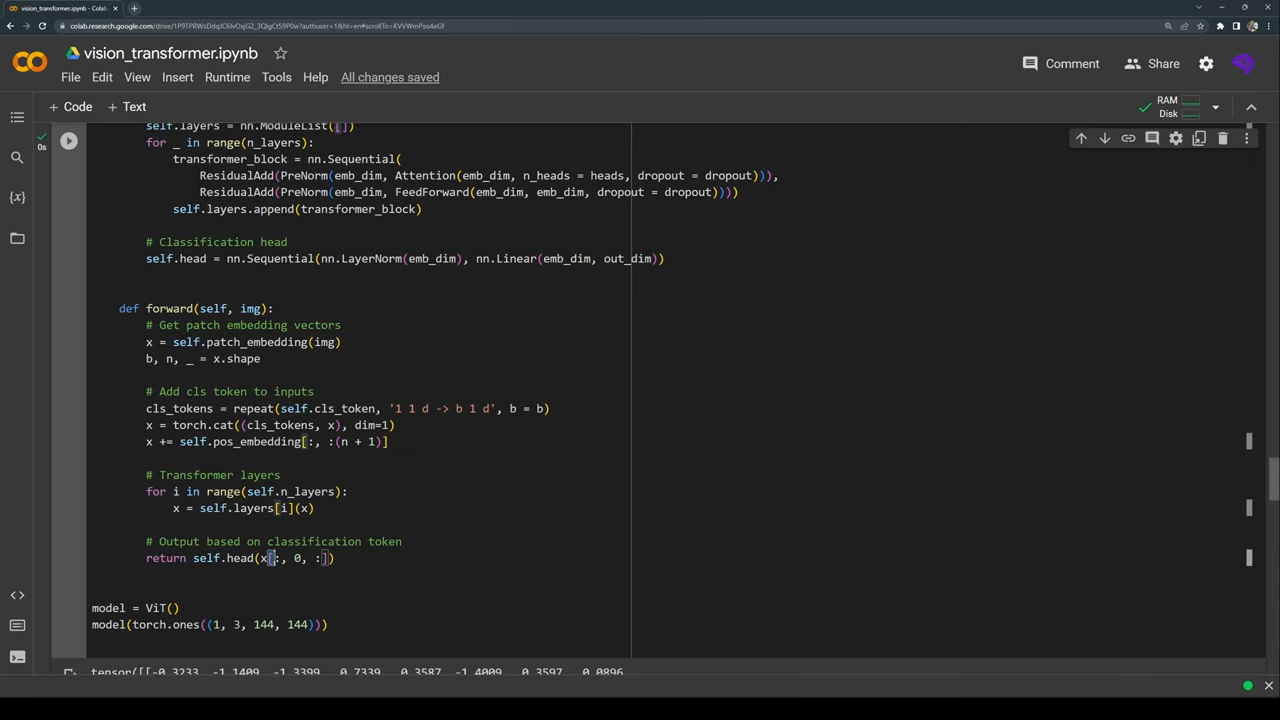 vision_transformer.ipynb
colab.research.google.com/drive/
vision_transformer.ipynb
File Edit View Insert Runtime Tools Help All changes saved
Comment Share
+ Code + Text
RAM
Disk
0s
self.layers = nn.ModuleList([])
for _ in range(n_layers):
transformer_block = nn.Sequential(
ResidualAdd(PreNorm(emb_dim, Attention(emb_dim, n_heads = heads, dropout = dropout))),
ResidualAdd(PreNorm(emb_dim, FeedForward(emb_dim, emb_dim, dropout = dropout))))
self.layers.append(transformer_block)
# Classification head
self.head = nn.Sequential(nn.LayerNorm(emb_dim), nn.Linear(emb_dim, out_dim))
def forward(self, img):
# Get patch embedding vectors
x = self.patch_embedding(img)
b, n, _ = x.shape
# Add cls token to inputs
cls_tokens = repeat(self.cls_token, '1 1 d -> b 1 d', b = b)
x = torch.cat((cls_tokens, x), dim=1)
x += self.pos_embedding[:, :(n + 1)]
# Transformer layers
for i in range(self.n_layers):
x = self.layers[i](x)
# Output based on classification token
return self.head(x[:, 0, :])
model = ViT()
model(torch.ones((1, 3, 144, 144)))
tensor([[-0.3233, -1.1409, -1.3399, 0.7339, 0.3587, -1.4009, 0.3597, 0.0896,